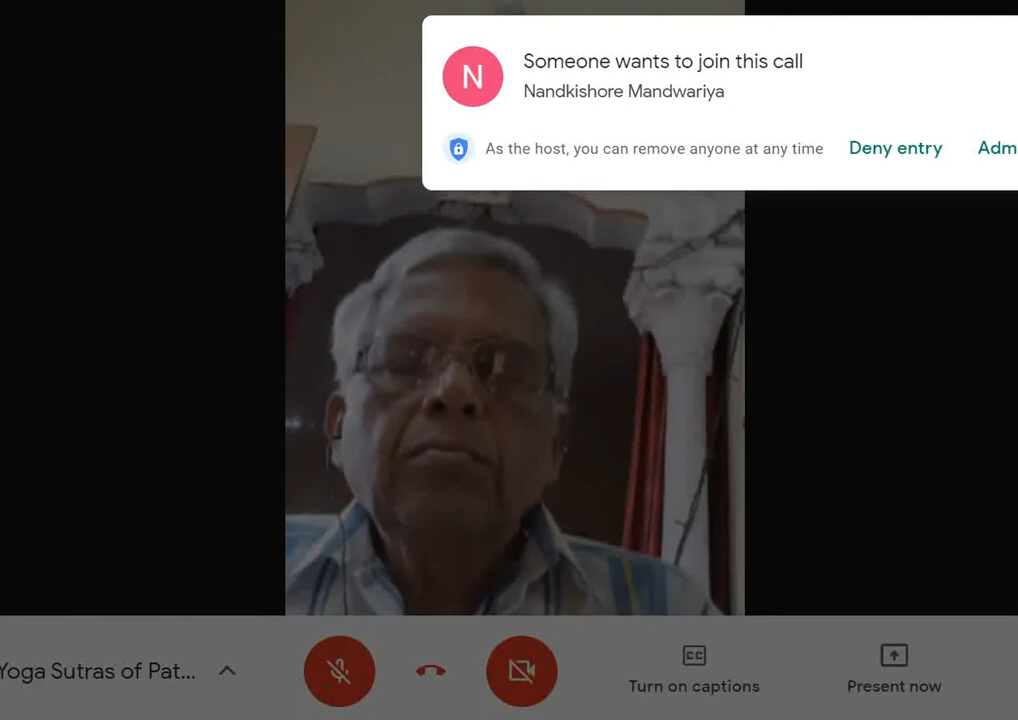 N
Someone wants to join this call
Nandkishore Mandwariya
As the host, you can remove anyone at any time
Deny entry
Adm
Yoga Sutras of Pat...
CC
Turn on captions
Present now